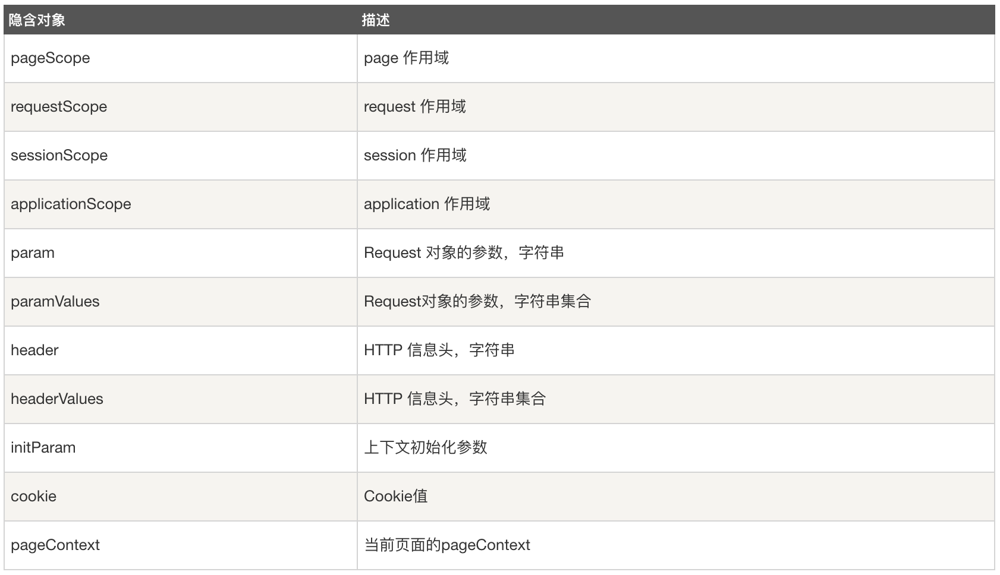 隐含对象 描述
pageScope page 作用域
requestScope request 作用域
sessionScope session 作用域
applicationScope application 作用域
param Request 对象的参数，字符串
paramValues Request对象的参数，字符串集合
header HTTP 信息头，字符串
headerValues HTTP 信息头，字符串集合
initParam 上下文初始化参数
cookie Cookie值
pageContext 当前页面的pageContext